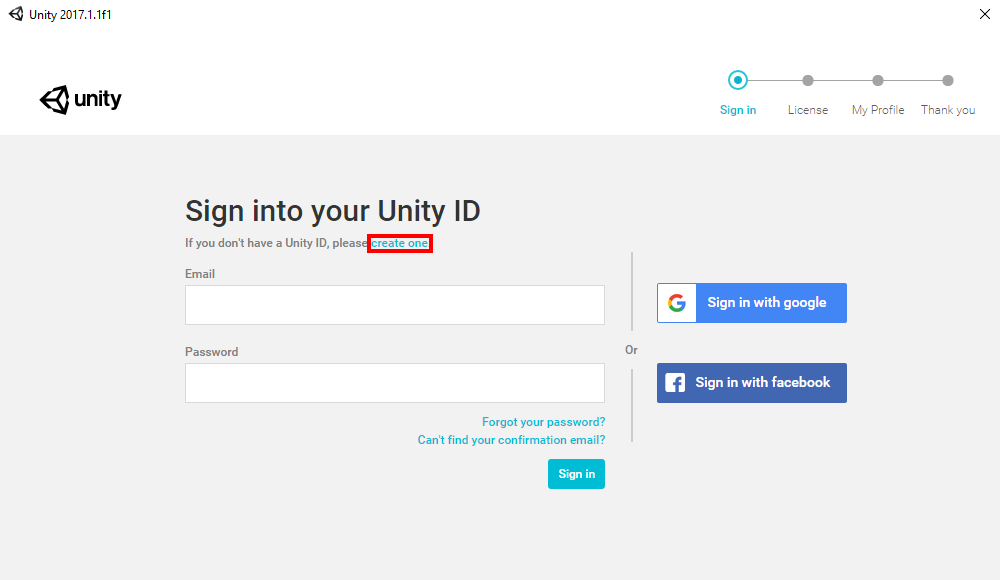 Unity 2017.1.1f1
unity
Sign in
License
My Profile
Thank you
Sign into your Unity ID
If you don't have a Unity ID, please create one
Email
Password
Forgot your password?
Can't find your confirmation email?
Sign in
Or
Sign in with google
Sign in with facebook